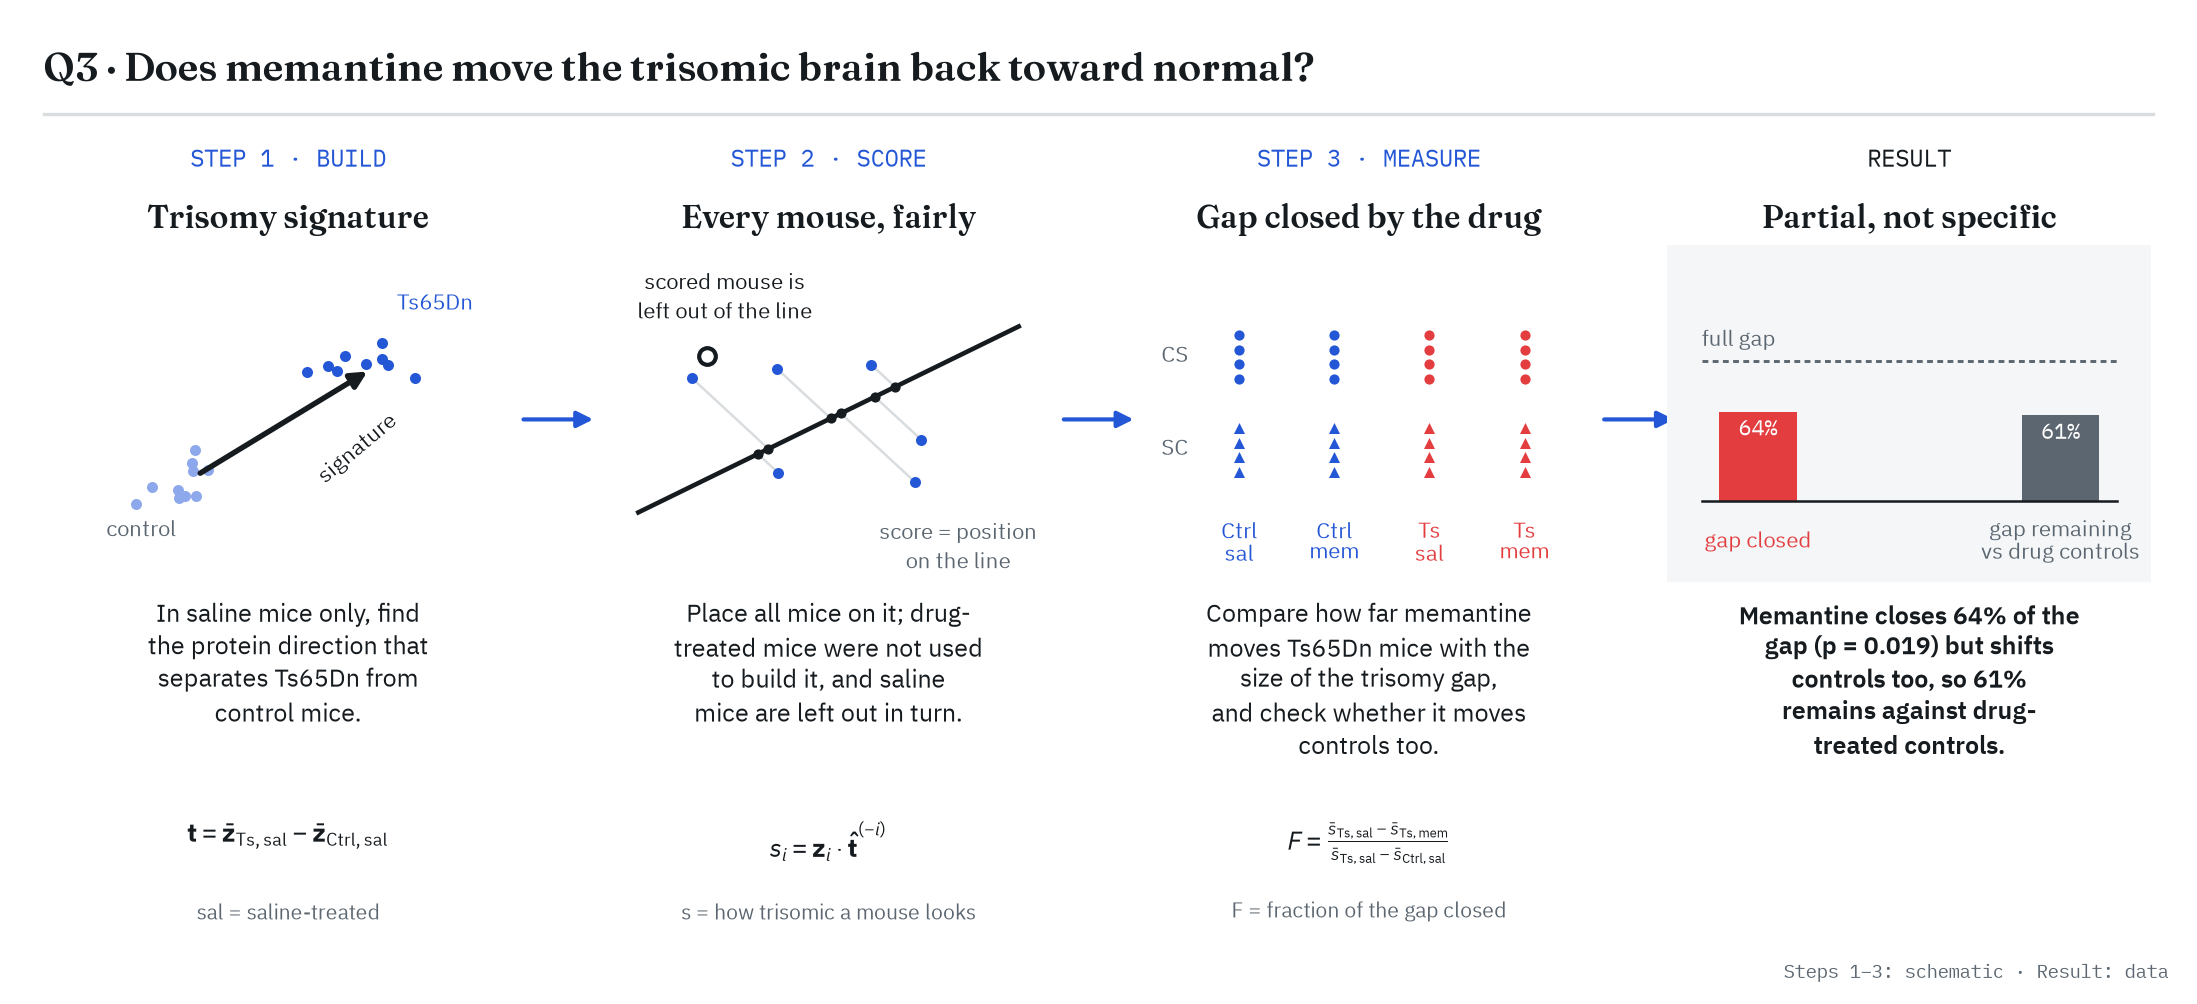 Q3 · Does memantine move the trisomic brain back toward normal?
STEP 1 · BUILD
Trisomy signature
Ts65Dn
signature
control
In saline mice only, find
the protein direction that
separates Ts65Dn from
control mice.
t = z̄Ts, sal − z̄Ctrl, sal
sal = saline-treated
STEP 2 · SCORE
Every mouse, fairly
scored mouse is
left out of the line
score = position
on the line
Place all mice on it; drug-
treated mice were not used
to build it, and saline
mice are left out in turn.
si = zi · t̂(−i)
s = how trisomic a mouse looks
STEP 3 · MEASURE
Gap closed by the drug
CS
SC
Ctrl sal
Ctrl mem
Ts sal
Ts mem
Compare how far memantine
moves Ts65Dn mice with the
size of the trisomy gap,
and check whether it moves
controls too.
F = (s̄Ts, sal − s̄Ts, mem) / (s̄Ts, sal − s̄Ctrl, sal)
F = fraction of the gap closed
RESULT
Partial, not specific
full gap
64%
61%
gap closed
gap remaining
vs drug controls
Memantine closes 64% of the
gap (p = 0.019) but shifts
controls too, so 61%
remains against drug-
treated controls.
Steps 1–3: schematic · Result: data